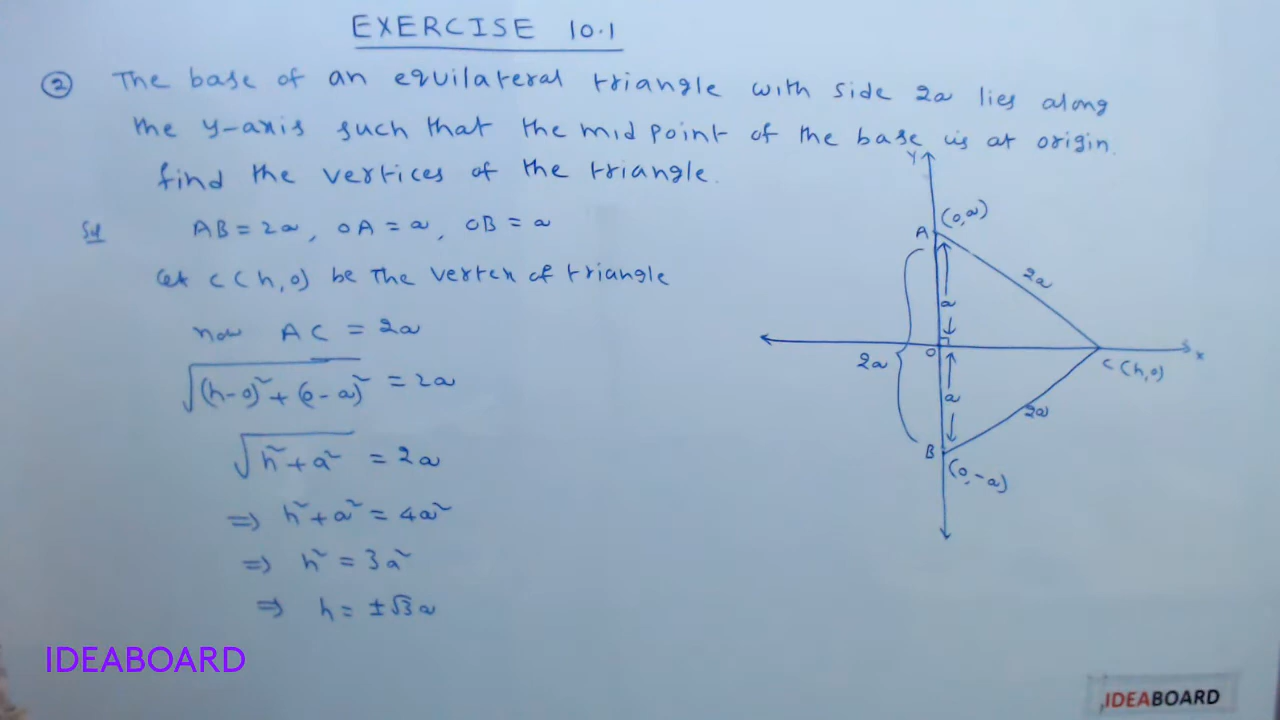 EXERCISE 10.1
② The base of an equilateral triangle with side 2a lies along
the y-axis such that the mid point of the base is at origin.
find the vertices of the triangle.
Sol AB = 2a, OA = a, OB = a
Let C(h,0) be the vertex of triangle
now AC = 2a
√((h-0)²+(0-a)²) = 2a
√(h²+a²) = 2a
⇒ h²+a² = 4a²
⇒ h² = 3a²
⇒ h = ±√3a
Y
(0,a)
A
2a
a
2a
O
C(h,0)
x
a
2a
B
(0,-a)
IDEABOARD
IDEABOARD